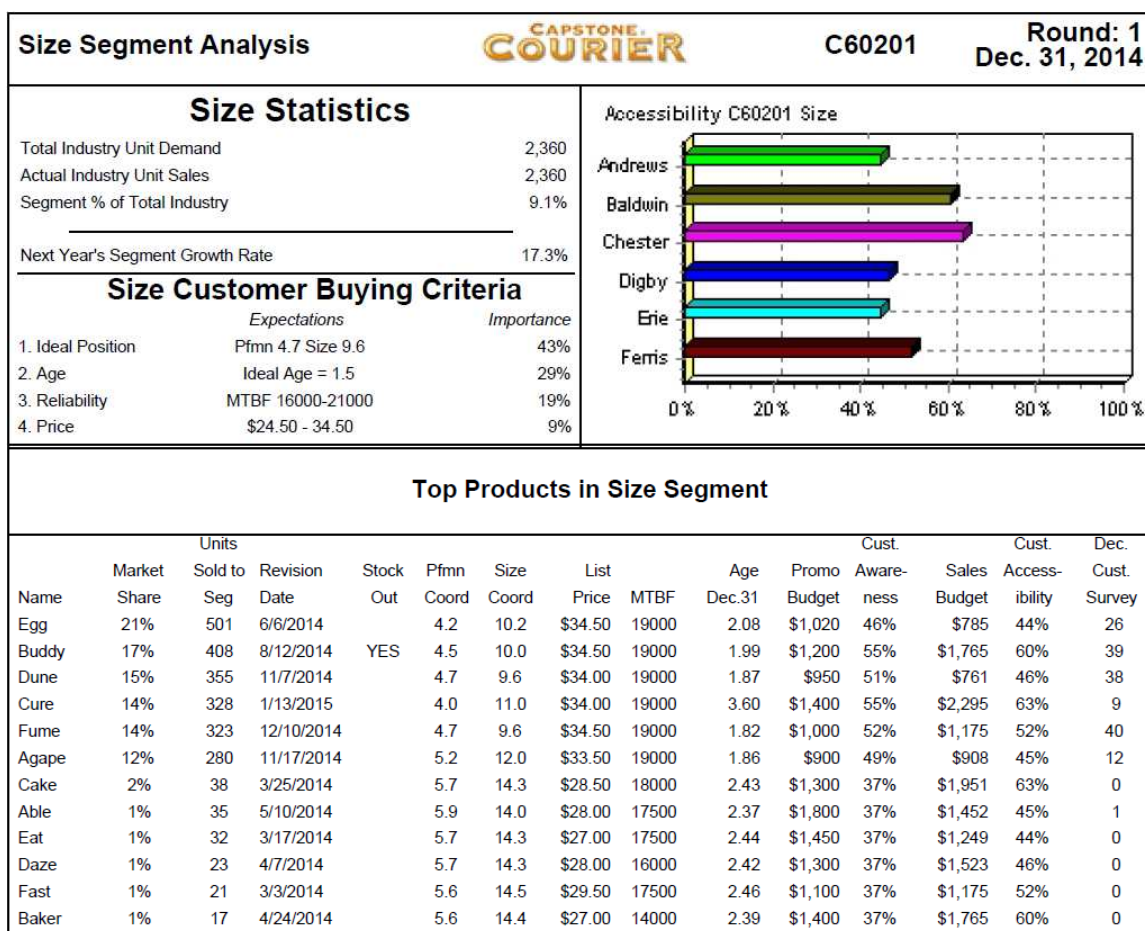 Size Segment Analysis
CAPSTONE
COURIER
C60201
Round: 1
Dec. 31, 2014
Size Statistics
Total Industry Unit Demand 2,360
Actual Industry Unit Sales 2,360
Segment % of Total Industry 9.1%
Next Year's Segment Growth Rate 17.3%
Size Customer Buying Criteria
Expectations Importance
1. Ideal Position Pfmn 4.7 Size 9.6 43%
2. Age Ideal Age = 1.5 29%
3. Reliability MTBF 16000-21000 19%
4. Price $24.50 - 34.50 9%
Accessibility C60201 Size
Andrews
Baldwin
Chester
Digby
Erie
Ferris
0% 20% 40% 60% 80% 100%
Top Products in Size Segment
Units Cust. Cust. Dec.
Market Sold to Revision Stock Pfmn Size List Age Promo Aware- Sales Access- Cust.
Name Share Seg Date Out Coord Coord Price MTBF Dec.31 Budget ness Budget ibility Survey
Egg 21% 501 6/6/2014 4.2 10.2 $34.50 19000 2.08 $1,020 46% $785 44% 26
Buddy 17% 408 8/12/2014 YES 4.5 10.0 $34.50 19000 1.99 $1,200 55% $1,765 60% 39
Dune 15% 355 11/7/2014 4.7 9.6 $34.00 19000 1.87 $950 51% $761 46% 38
Cure 14% 328 1/13/2015 4.0 11.0 $34.00 19000 3.60 $1,400 55% $2,295 63% 9
Fume 14% 323 12/10/2014 4.7 9.6 $34.50 19000 1.82 $1,000 52% $1,175 52% 40
Agape 12% 280 11/17/2014 5.2 12.0 $33.50 19000 1.86 $900 49% $908 45% 12
Cake 2% 38 3/25/2014 5.7 14.3 $28.50 18000 2.43 $1,300 37% $1,951 63% 0
Able 1% 35 5/10/2014 5.9 14.0 $28.00 17500 2.37 $1,800 37% $1,452 45% 1
Eat 1% 32 3/17/2014 5.7 14.3 $27.00 17500 2.44 $1,450 37% $1,249 44% 0
Daze 1% 23 4/7/2014 5.7 14.3 $28.00 16000 2.42 $1,300 37% $1,523 46% 0
Fast 1% 21 3/3/2014 5.6 14.5 $29.50 17500 2.46 $1,100 37% $1,175 52% 0
Baker 1% 17 4/24/2014 5.6 14.4 $27.00 14000 2.39 $1,400 37% $1,765 60% 0